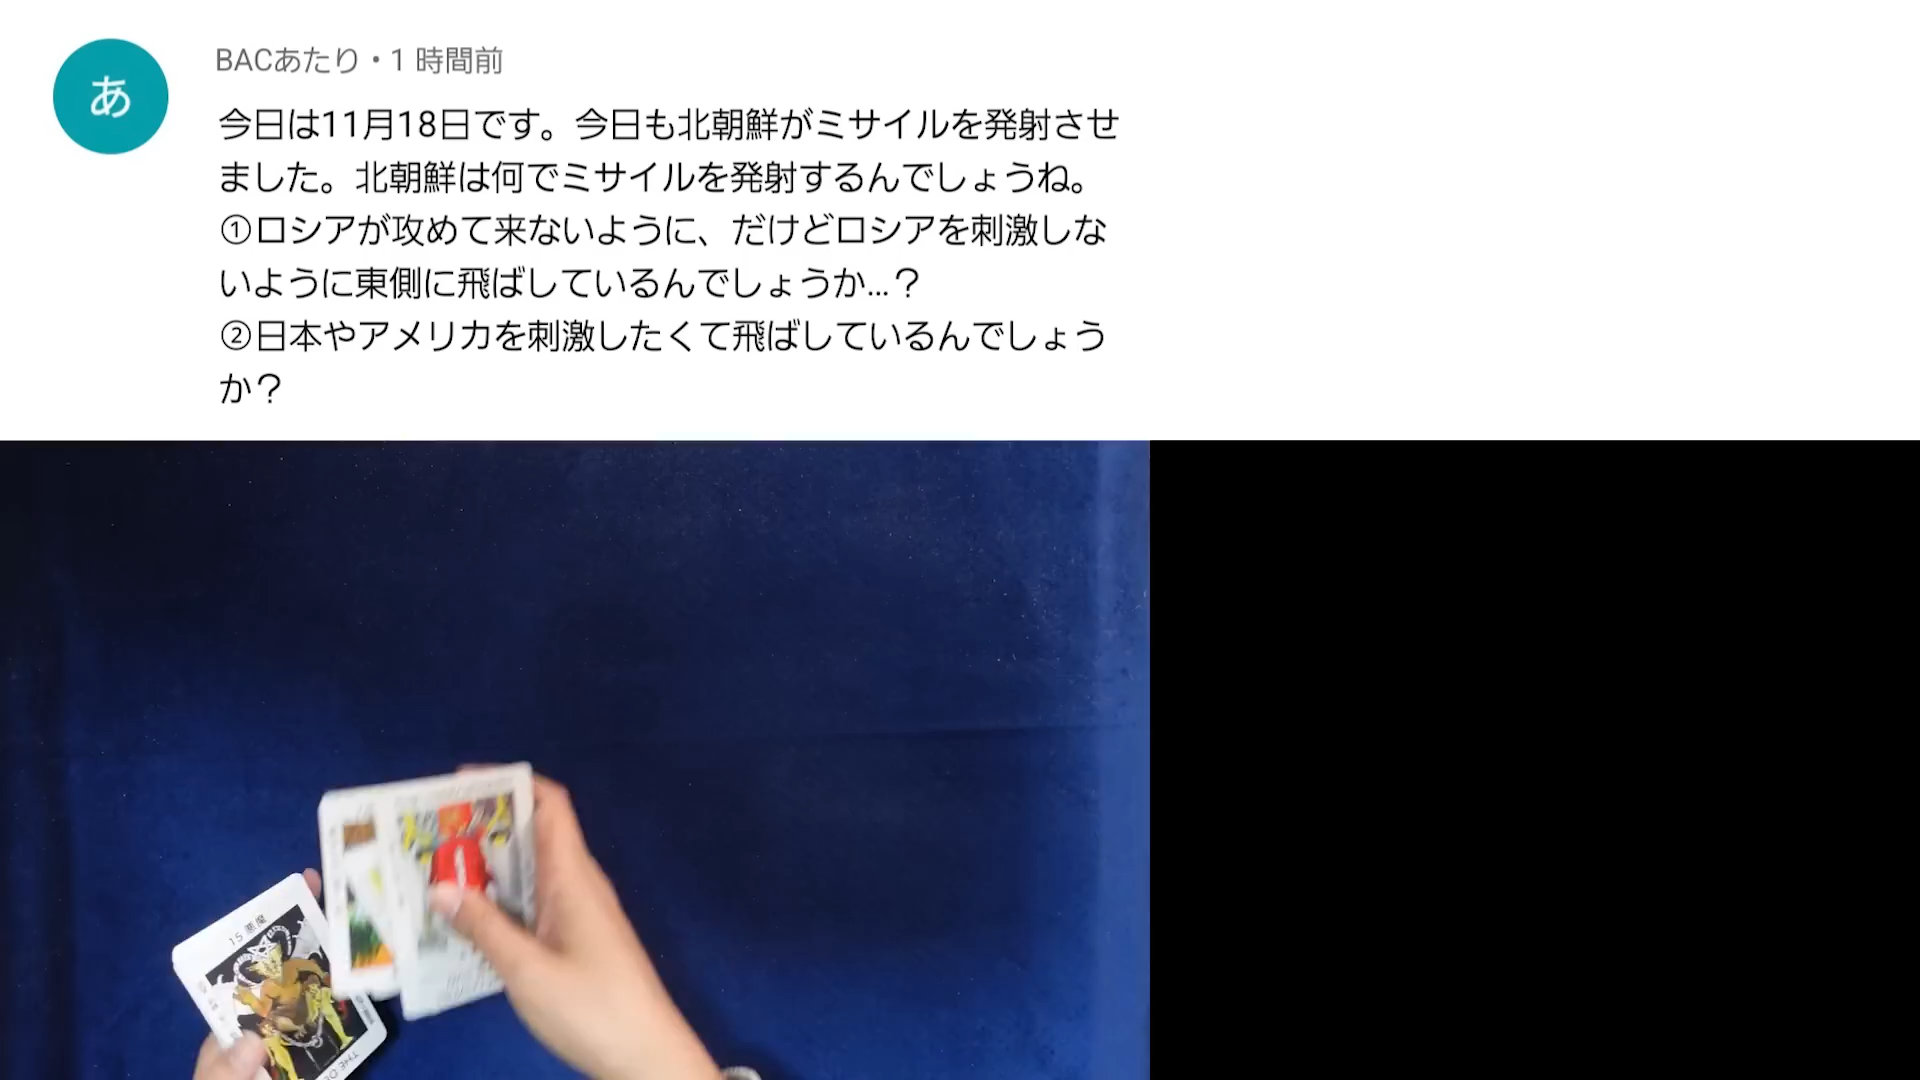 あ
BACあたり・1 時間前
今日は11月18日です。今日も北朝鮮がミサイルを発射させ
ました。北朝鮮は何でミサイルを発射するんでしょうね。
①ロシアが攻めて来ないように、だけどロシアを刺激しな
いように東側に飛ばしているんでしょうか...？
②日本やアメリカを刺激したくて飛ばしているんでしょう
か？
15 悪魔